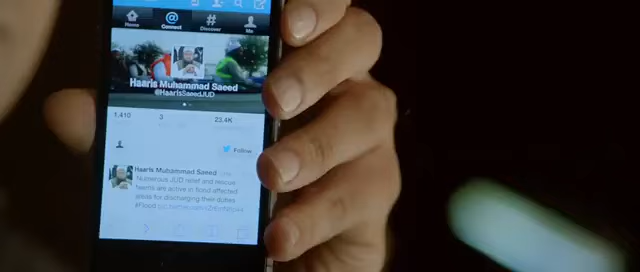 Home Connect Discover Me
Haaris Muhammad Saeed
@HaarisSaeedJUD
1,410 3 23.4K
Follow
Haaris Muhammad Saeed
Numerous JUD relief and rescue
teams are active in flood affected
areas for discharging their duties
#Flood